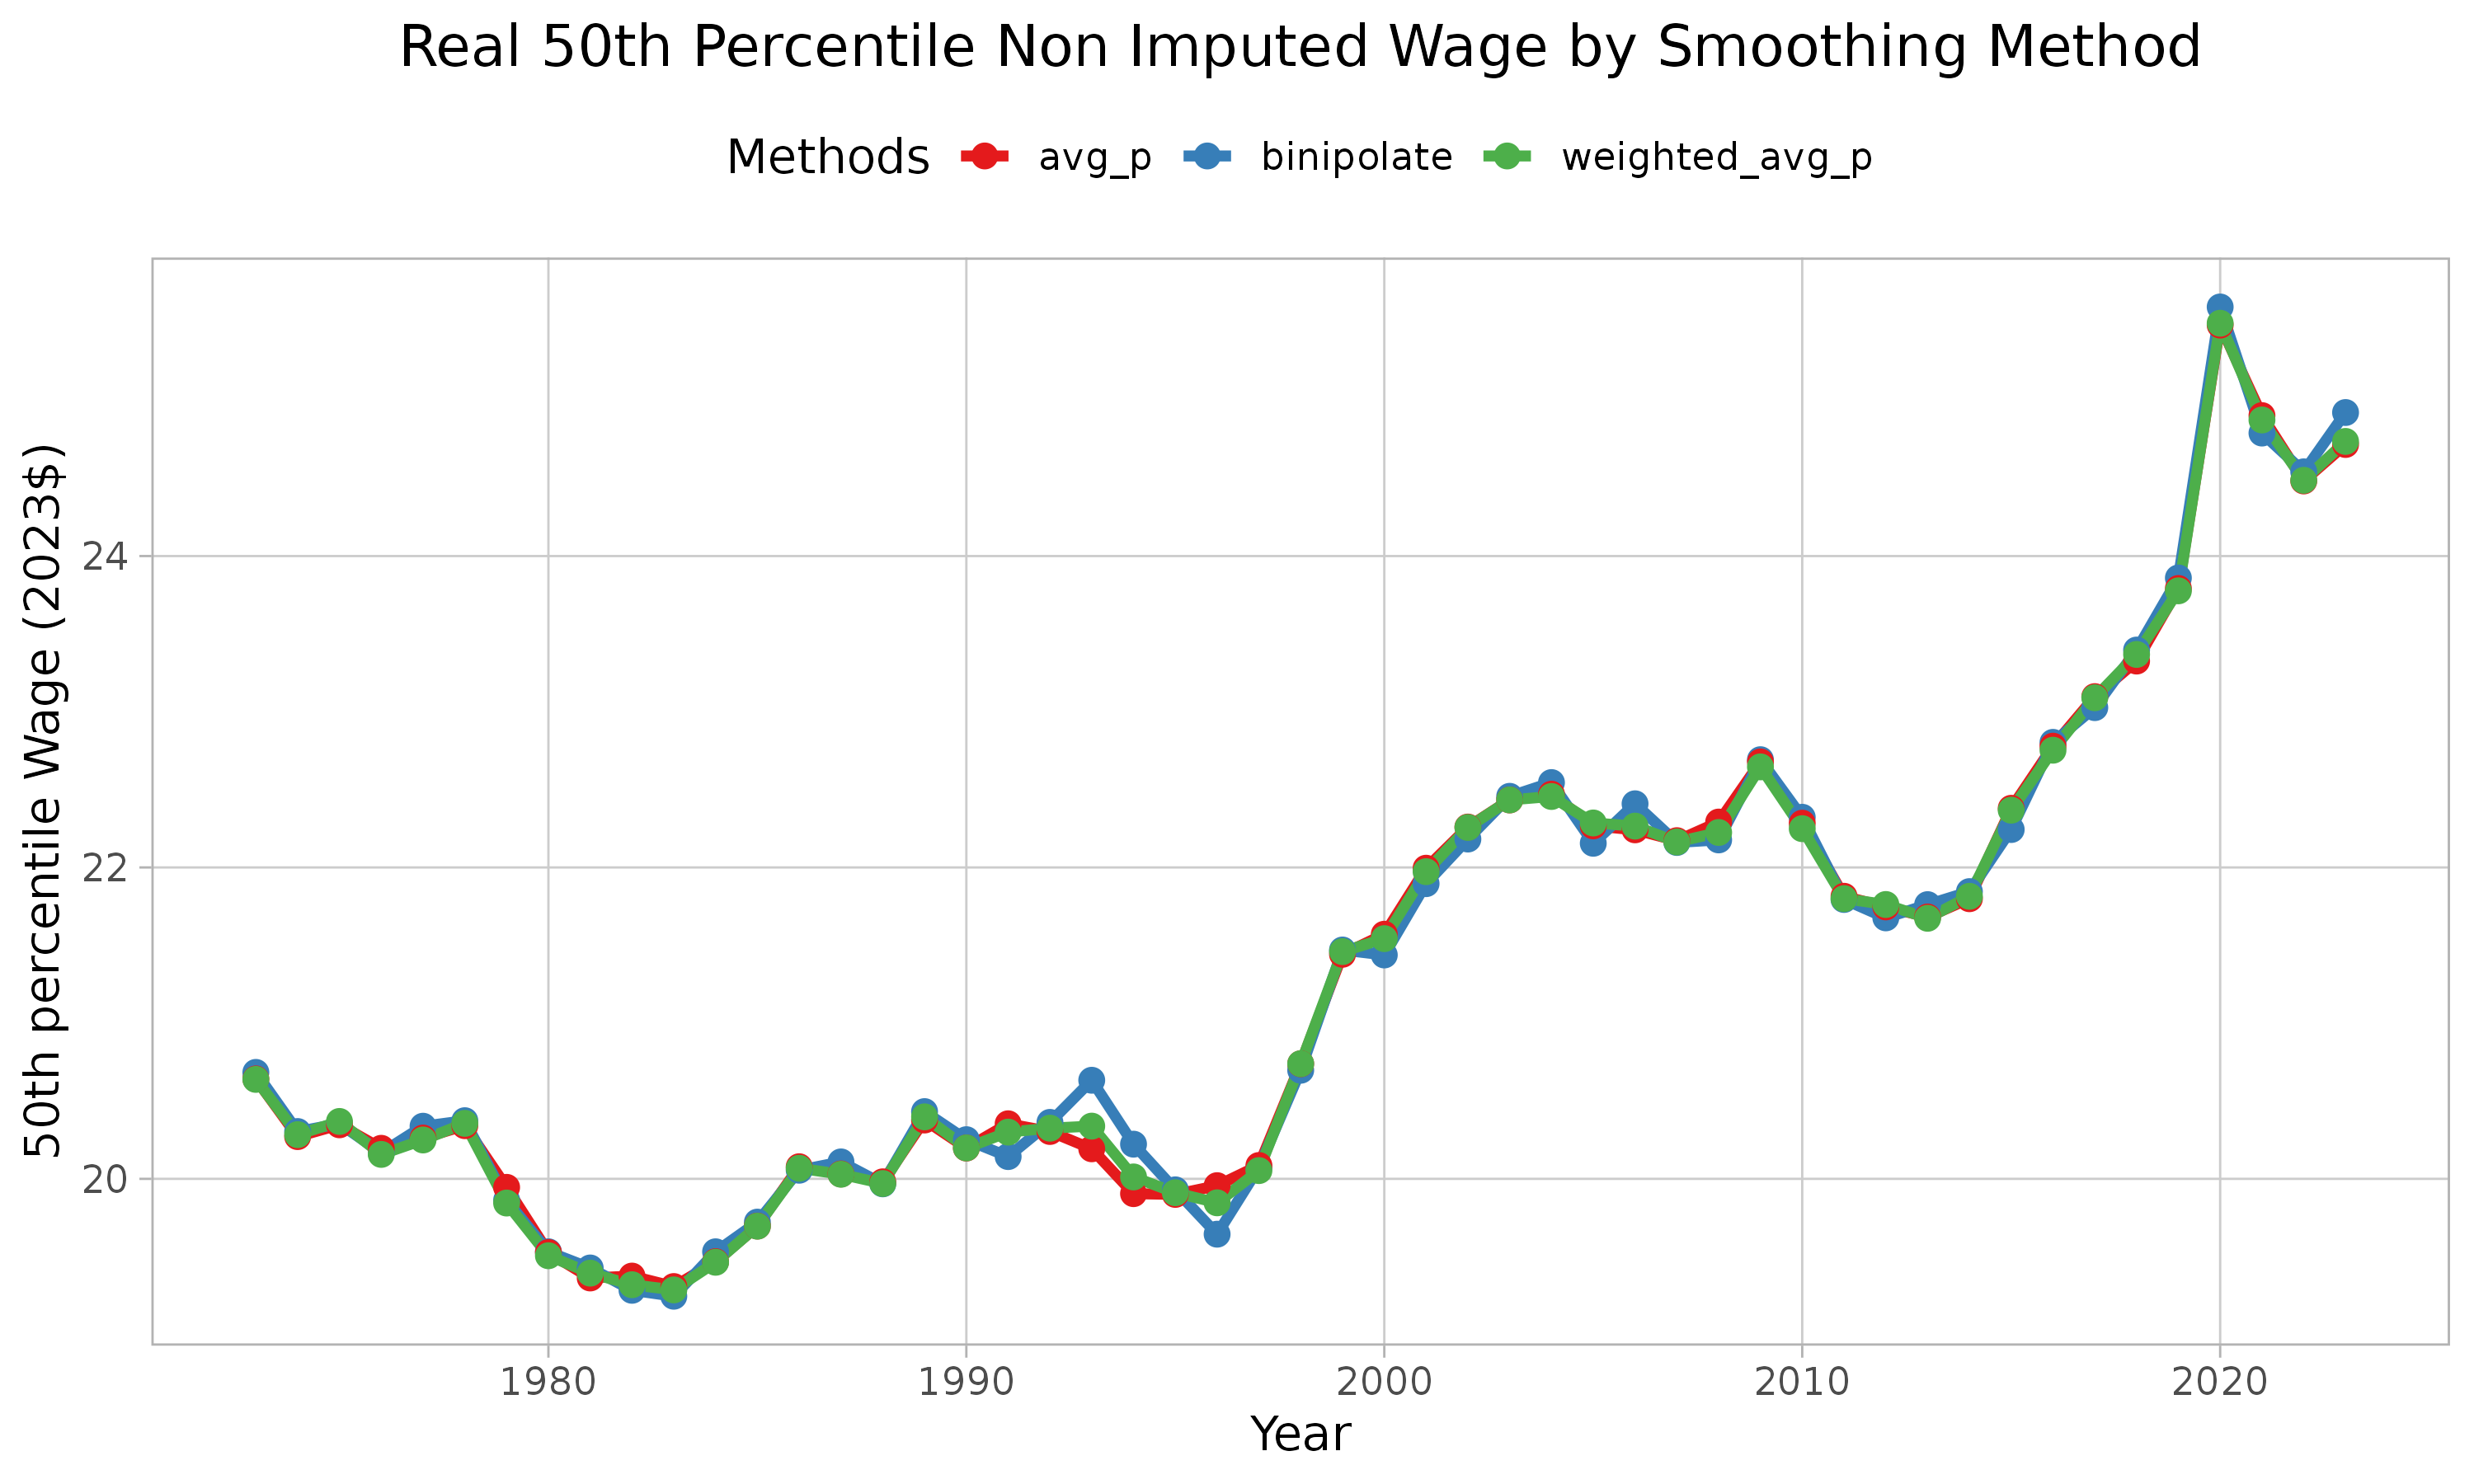 Real 50th Percentile Non Imputed Wage by Smoothing Method
Methods avg_p binipolate weighted_avg_p
50th percentile Wage (2023$)
24
22
20
1980 1990 2000 2010 2020
Year